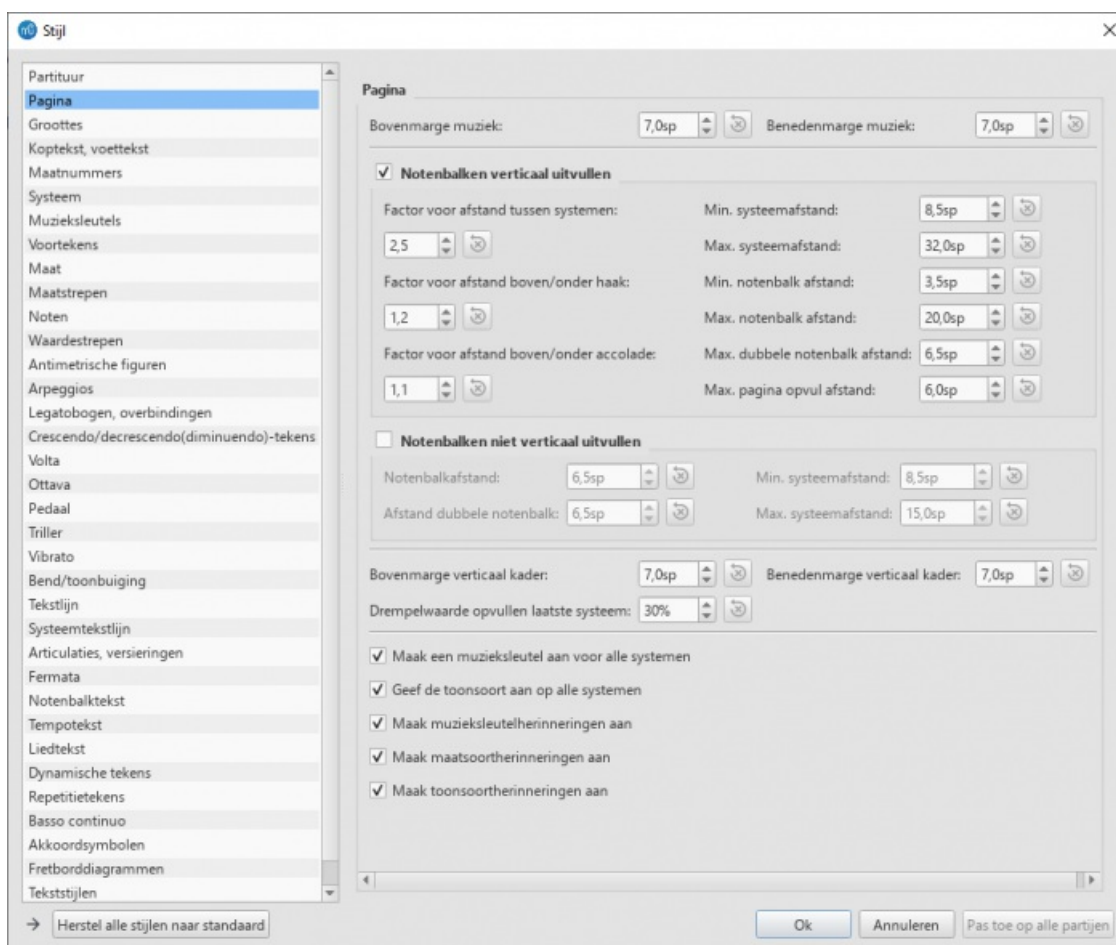 Stijl
Partituur
Pagina
Groottes
Koptekst, voettekst
Maatnummers
Systeem
Muzieksleutels
Voortekens
Maat
Maatstrepen
Noten
Waardestrepen
Antimetrische figuren
Arpeggios
Legatobogen, overbindingen
Crescendo/decrescendo(diminuendo)-tekens
Volta
Ottava
Pedaal
Triller
Vibrato
Bend/toonbuiging
Tekstlijn
Systeemtekstlijn
Articulaties, versieringen
Fermata
Notenbalktekst
Tempotekst
Liedtekst
Dynamische tekens
Repetitietekens
Basso continuo
Akkoordsymbolen
Fretborddiagrammen
Tekststijlen
Pagina
Bovenmarge muziek: 7,0sp Benedenmarge muziek: 7,0sp
Notenbalken verticaal uitvullen
Factor voor afstand tussen systemen: Min. systeemafstand: 8,5sp
2,5 Max. systeemafstand: 32,0sp
Factor voor afstand boven/onder haak: Min. notenbalk afstand: 3,5sp
1,2 Max. notenbalk afstand: 20,0sp
Factor voor afstand boven/onder accolade: Max. dubbele notenbalk afstand: 6,5sp
1,1 Max. pagina opvul afstand: 6,0sp
Notenbalken niet verticaal uitvullen
Notenbalkafstand: 6,5sp Min. systeemafstand: 8,5sp
Afstand dubbele notenbalk: 6,5sp Max. systeemafstand: 15,0sp
Bovenmarge verticaal kader: 7,0sp Benedenmarge verticaal kader: 7,0sp
Drempelwaarde opvullen laatste systeem: 30%
Maak een muzieksleutel aan voor alle systemen
Geef de toonsoort aan op alle systemen
Maak muzieksleutelherinneringen aan
Maak maatsoortherinneringen aan
Maak toonsoortherinneringen aan
Herstel alle stijlen naar standaard Ok Annuleren Pas toe op alle partijen